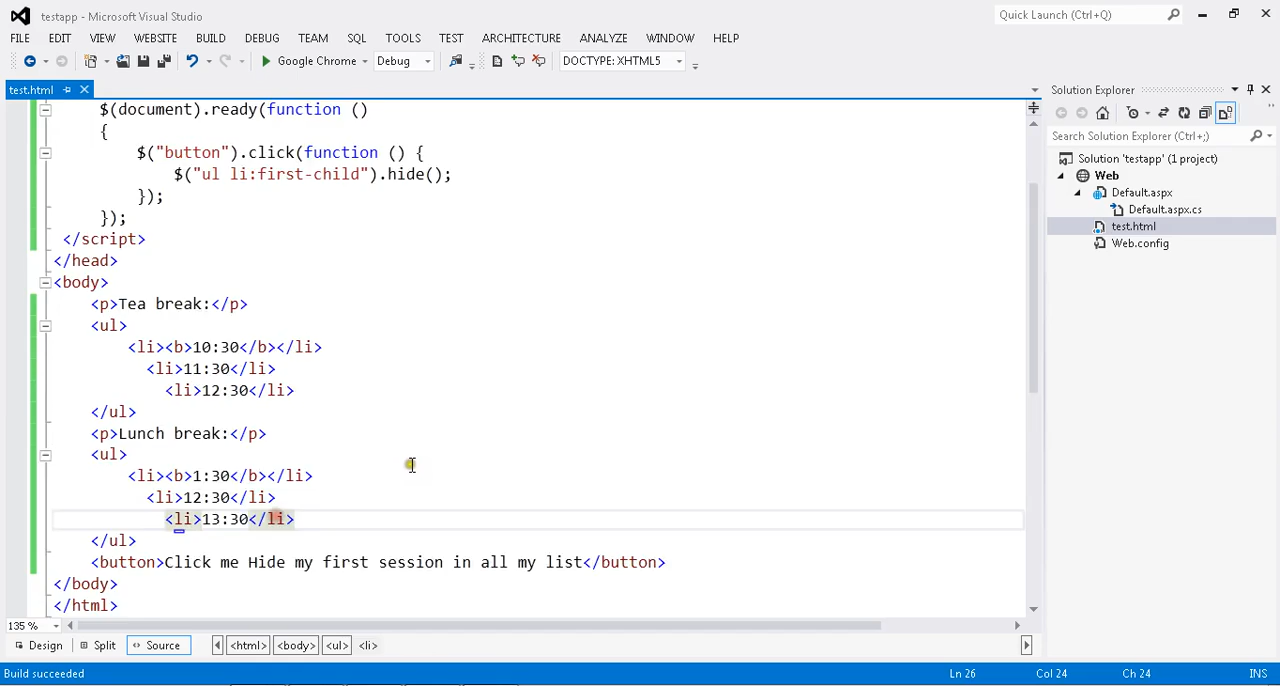 testapp - Microsoft Visual Studio
Quick Launch (Ctrl+Q)
FILE EDIT VIEW WEBSITE BUILD DEBUG TEAM SQL TOOLS TEST ARCHITECTURE ANALYZE WINDOW HELP
Google Chrome Debug DOCTYPE: XHTML5
test.html
$(document).ready(function ()
{
$("button").click(function () {
$("ul li:first-child").hide();
});
});
</script>
</head>
<body>
<p>Tea break:</p>
<ul>
<li><b>10:30</b></li>
<li>11:30</li>
<li>12:30</li>
</ul>
<p>Lunch break:</p>
<ul>
<li><b>1:30</b></li>
<li>12:30</li>
<li>13:30</li>
</ul>
<button>Click me Hide my first session in all my list</button>
</body>
</html>
135 %
Design Split Source <html> <body> <ul> <li>
Solution Explorer
Search Solution Explorer (Ctrl+;)
Solution 'testapp' (1 project)
Web
Default.aspx
Default.aspx.cs
test.html
Web.config
Build succeeded Ln 26 Col 24 Ch 24 INS